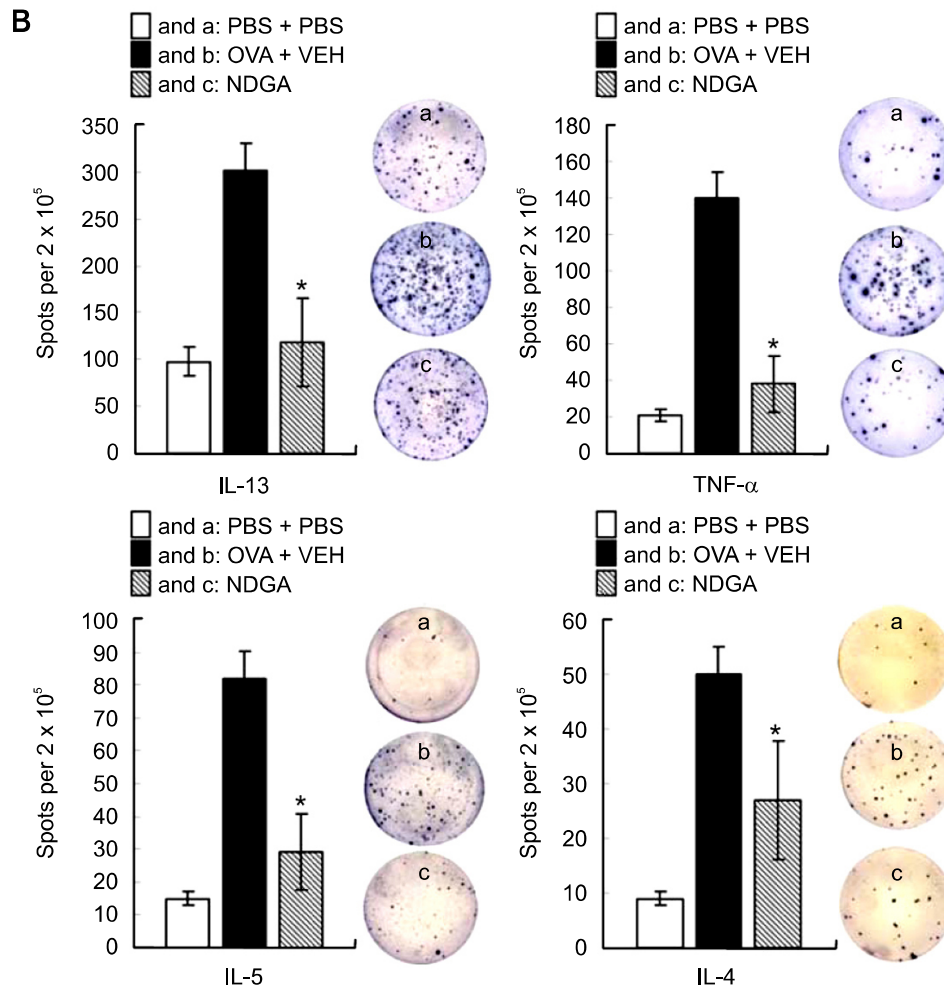 B
and a: PBS + PBS
and b: OVA + VEH
and c: NDGA
350
300
250
200
150
100
50
0
Spots per 2 x 10⁵
*
a
b
c
IL-13
and a: PBS + PBS
and b: OVA + VEH
and c: NDGA
180
160
140
120
100
80
60
40
20
0
Spots per 2 x 10⁵
*
a
b
c
TNF-α
and a: PBS + PBS
and b: OVA + VEH
and c: NDGA
100
90
80
70
60
50
40
30
20
10
0
Spots per 2 x 10⁵
*
a
b
c
IL-5
and a: PBS + PBS
and b: OVA + VEH
and c: NDGA
60
50
40
30
20
10
0
Spots per 2 x 10⁵
*
a
b
c
IL-4